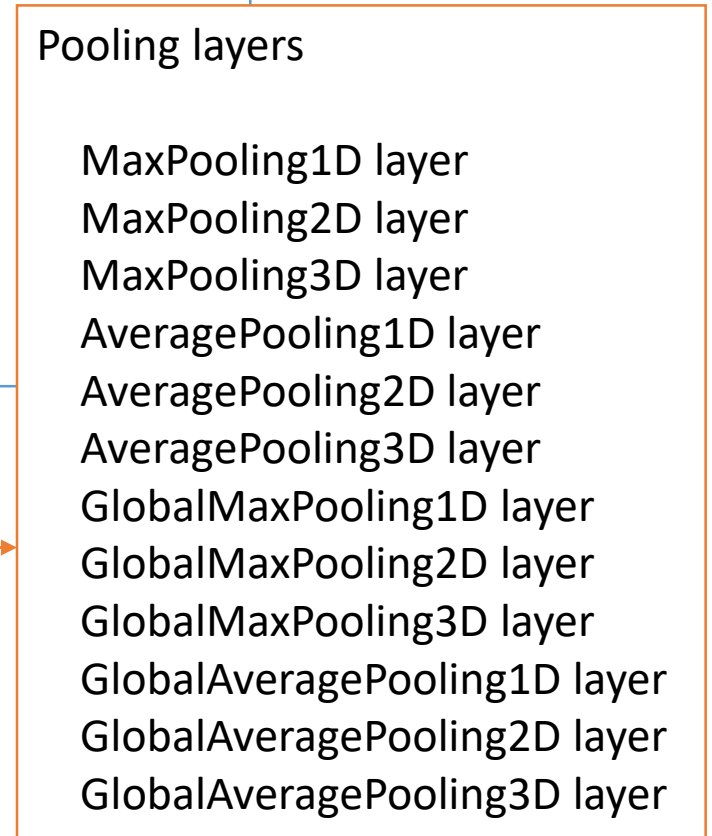 Pooling layers
MaxPooling1D layer
MaxPooling2D layer
MaxPooling3D layer
AveragePooling1D layer
AveragePooling2D layer
AveragePooling3D layer
GlobalMaxPooling1D layer
GlobalMaxPooling2D layer
GlobalMaxPooling3D layer
GlobalAveragePooling1D layer
GlobalAveragePooling2D layer
GlobalAveragePooling3D layer